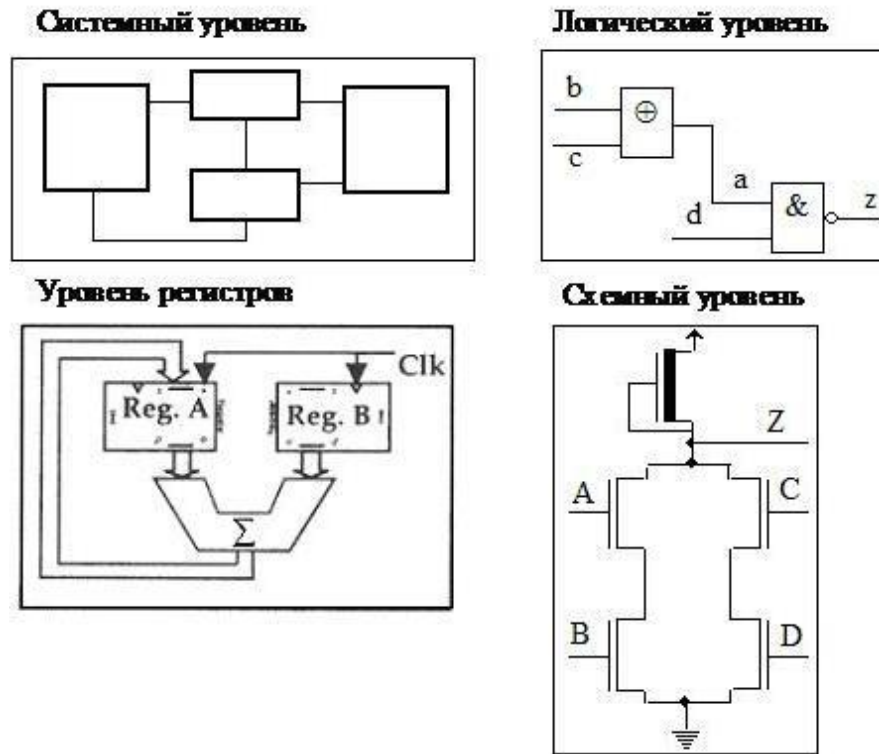 Системный уровень
Логический уровень
b
⊕
c
a
d
&
z
Уровень регистров
Схемный уровень
Clk
Reg. A
Reg. B
Σ
Z
A
C
B
D